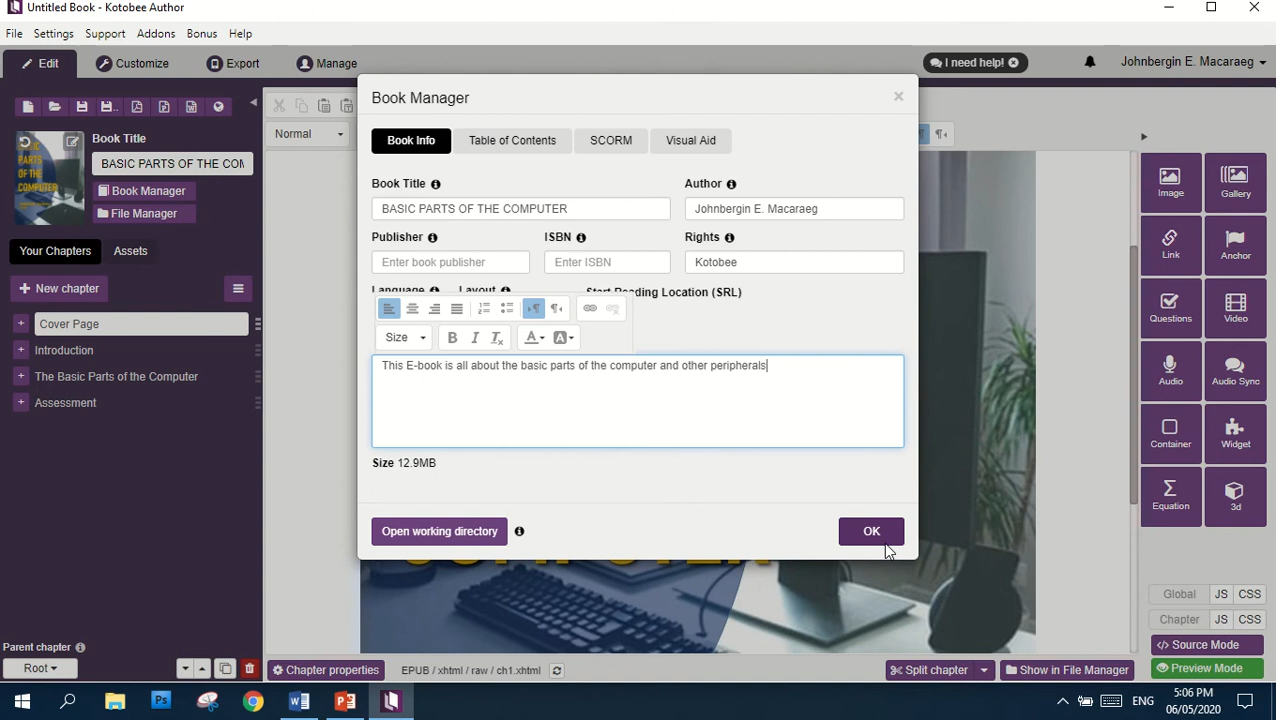 Untitled Book - Kotobee Author
File Settings Support Addons Bonus Help
Edit Customize Export Manage I need help! Johnbergin E. Macaraeg
Book Title
BASIC PARTS OF THE COM
Book Manager
File Manager
Your Chapters Assets
New chapter
Cover Page
Introduction
The Basic Parts of the Computer
Assessment
Parent chapter
Root
Normal
Book Manager
Book Info Table of Contents SCORM Visual Aid
Book Title Author
BASIC PARTS OF THE COMPUTER Johnbergin E. Macaraeg
Publisher ISBN Rights
Enter book publisher Enter ISBN Kotobee
Language Layout Start Reading Location (SRL)
Size B I Tx A A
This E-book is all about the basic parts of the computer and other peripherals
Size 12.9MB
Open working directory OK
PARTS
OF THE
COMPUTER
COMPUTER
Image Gallery
Link Anchor
Questions Video
Audio Audio Sync
Container Widget
Equation 3d
Global JS CSS
Chapter JS CSS
Source Mode
Preview Mode
Chapter properties EPUB / xhtml / raw / ch1.xhtml Split chapter Show in File Manager
ENG 5:06 PM
06/05/2020